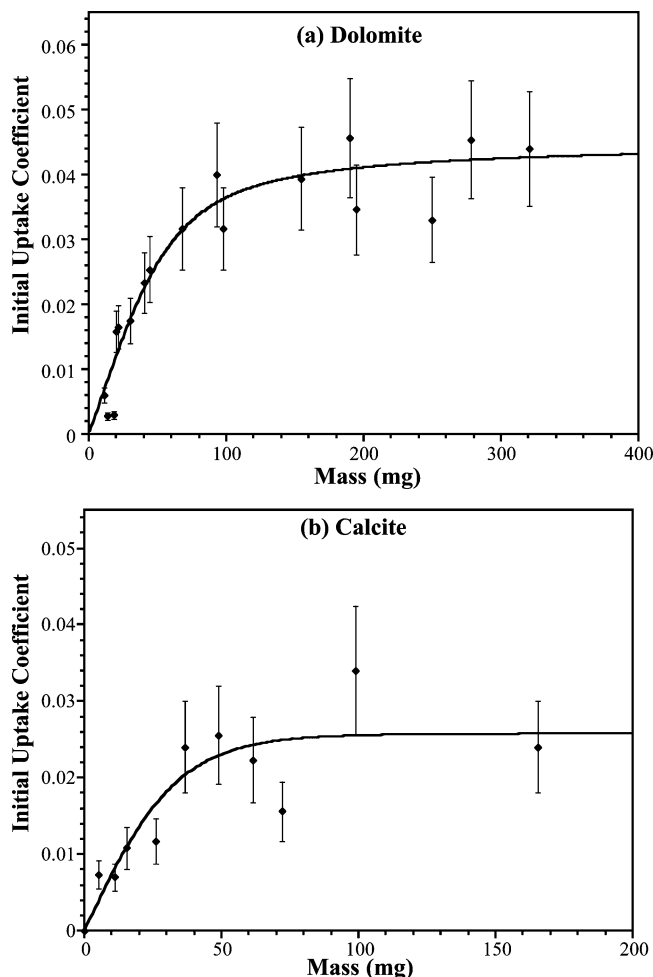 (a) Dolomite
Initial Uptake Coefficient
0.06
0.05
0.04
0.03
0.02
0.01
0
0 100 200 300 400
Mass (mg)
(b) Calcite
Initial Uptake Coefficient
0.05
0.04
0.03
0.02
0.01
0
0 50 100 150 200
Mass (mg)